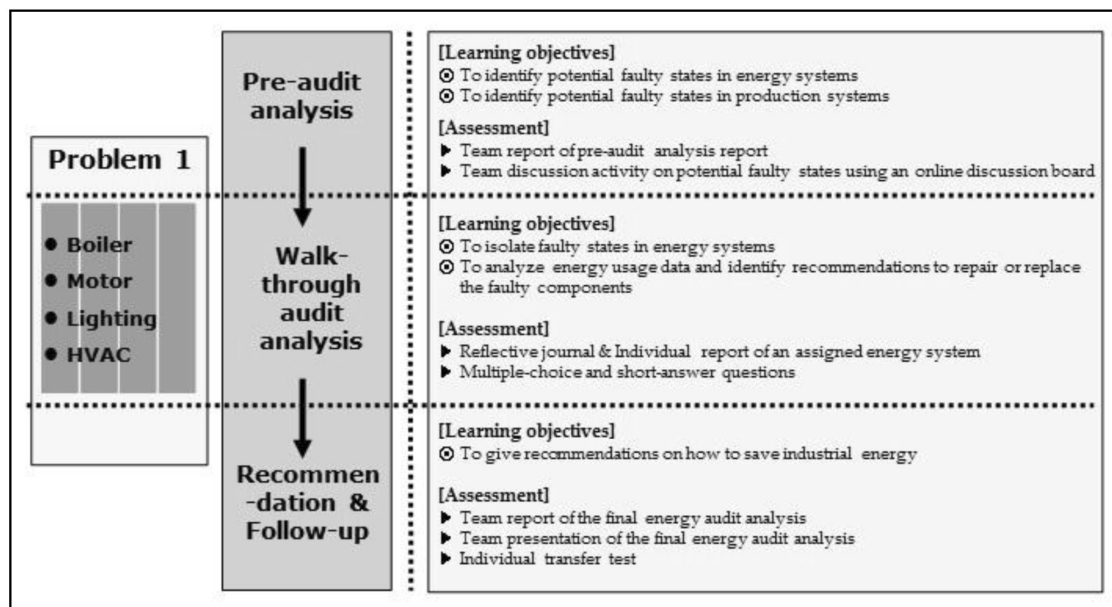 Problem 1
● Boiler
● Motor
● Lighting
● HVAC
Pre-audit
analysis
Walk-
through
audit
analysis
Recommen
-dation &
Follow-up
[Learning objectives]
⊙ To identify potential faulty states in energy systems
⊙ To identify potential faulty states in production systems
[Assessment]
▶ Team report of pre-audit analysis report
▶ Team discussion activity on potential faulty states using an online discussion board
[Learning objectives]
⊙ To isolate faulty states in energy systems
⊙ To analyze energy usage data and identify recommendations to repair or replace
the faulty components
[Assessment]
▶ Reflective journal & Individual report of an assigned energy system
▶ Multiple-choice and short-answer questions
[Learning objectives]
⊙ To give recommendations on how to save industrial energy
[Assessment]
▶ Team report of the final energy audit analysis
▶ Team presentation of the final energy audit analysis
▶ Individual transfer test